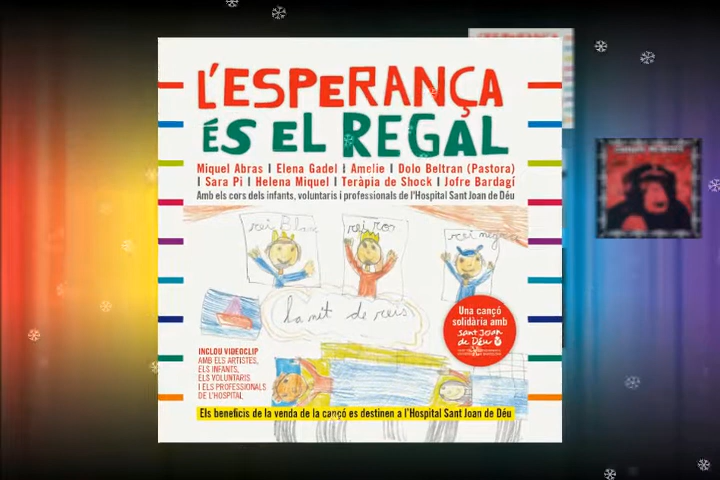 L'ESPERANÇA
ÉS EL REGAL
Miquel Abras | Elena Gadel | Amelie | Dolo Beltran (Pastora)
| Sara Pi | Helena Miquel | Teràpia de Shock | Jofre Bardagí
Amb els cors dels infants, voluntaris i professionals de l'Hospital Sant Joan de Déu
rei Blanc
rei ros
rei negre
la nit de reis
Una cançó
solidària amb
Sant Joan
de Déu
INCLOU VIDEOCLIP
AMB ELS ARTISTES,
ELS INFANTS,
ELS VOLUNTARIS
I ELS PROFESSIONALS
DE L'HOSPITAL
Els beneficis de la venda de la cançó es destinen a l'Hospital Sant Joan de Déu